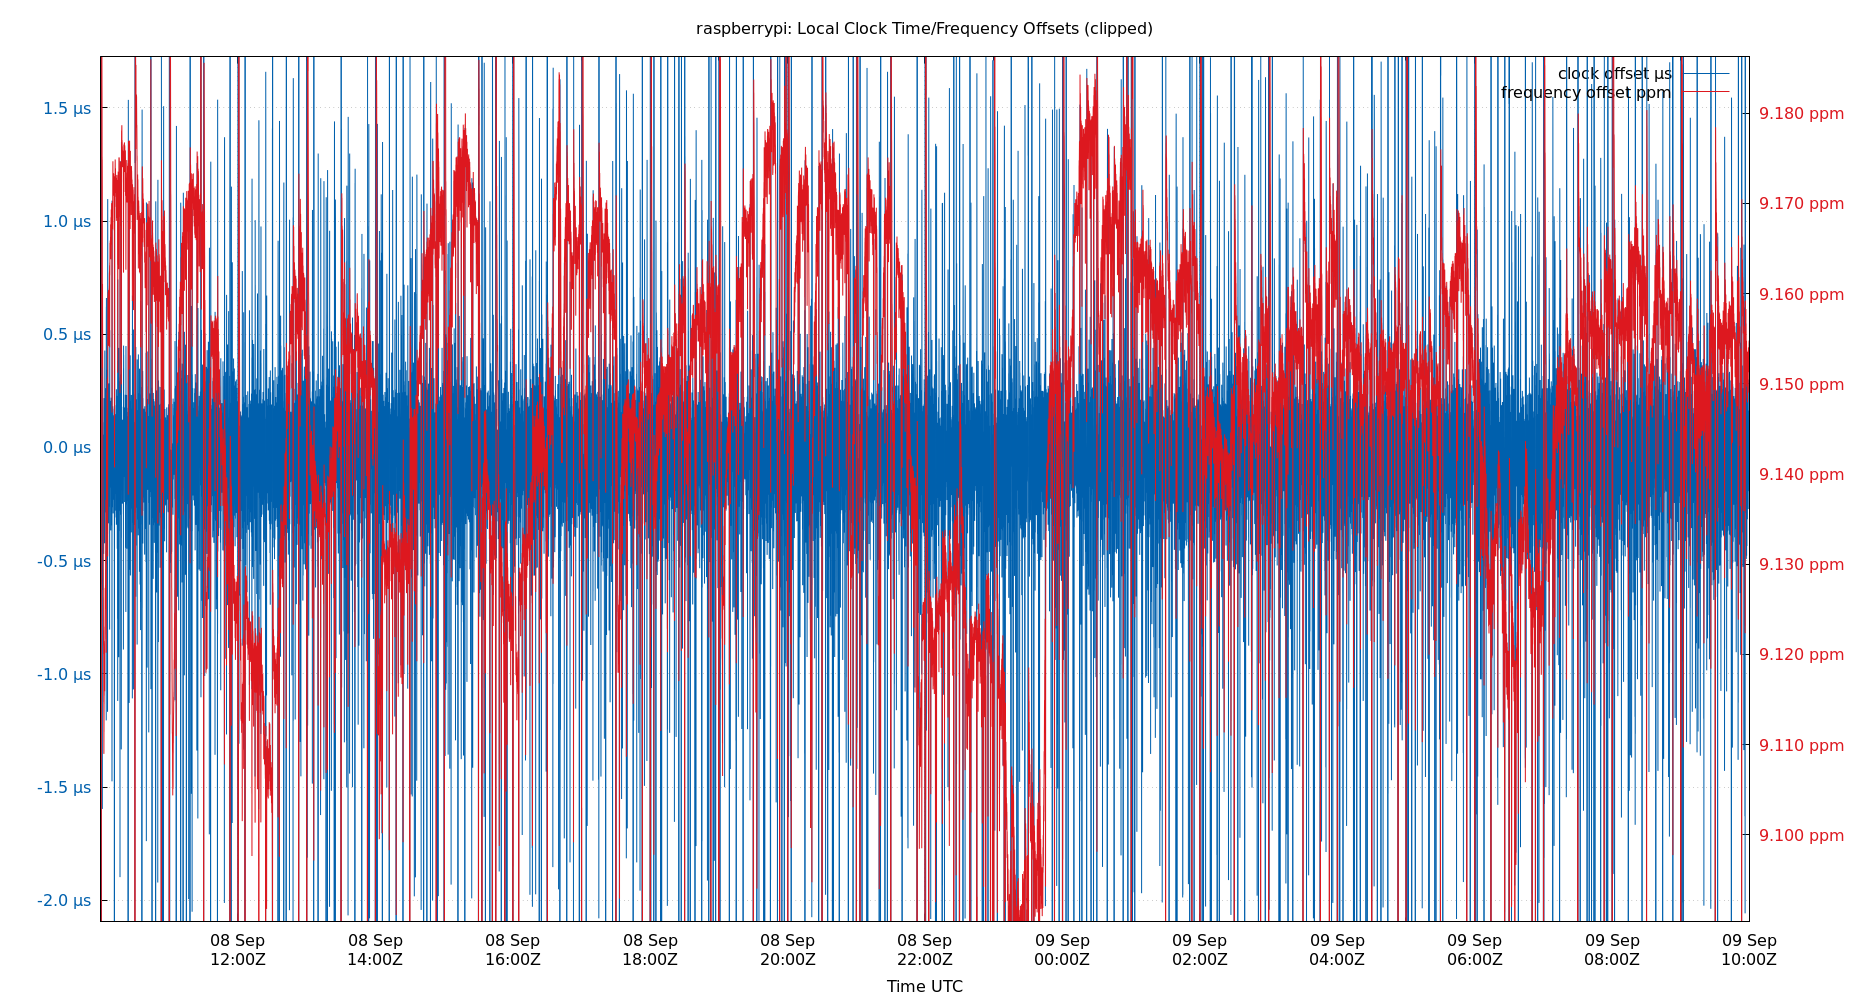 raspberrypi: Local Clock Time/Frequency Offsets (clipped)
clock offset µs
frequency offset ppm
1.5 µs
1.0 µs
0.5 µs
0.0 µs
-0.5 µs
-1.0 µs
-1.5 µs
-2.0 µs
9.180 ppm
9.170 ppm
9.160 ppm
9.150 ppm
9.140 ppm
9.130 ppm
9.120 ppm
9.110 ppm
9.100 ppm
08 Sep 08 Sep 08 Sep 08 Sep 08 Sep 08 Sep 09 Sep 09 Sep 09 Sep 09 Sep 09 Sep 09 Sep
12:00Z 14:00Z 16:00Z 18:00Z 20:00Z 22:00Z 00:00Z 02:00Z 04:00Z 06:00Z 08:00Z 10:00Z
Time UTC